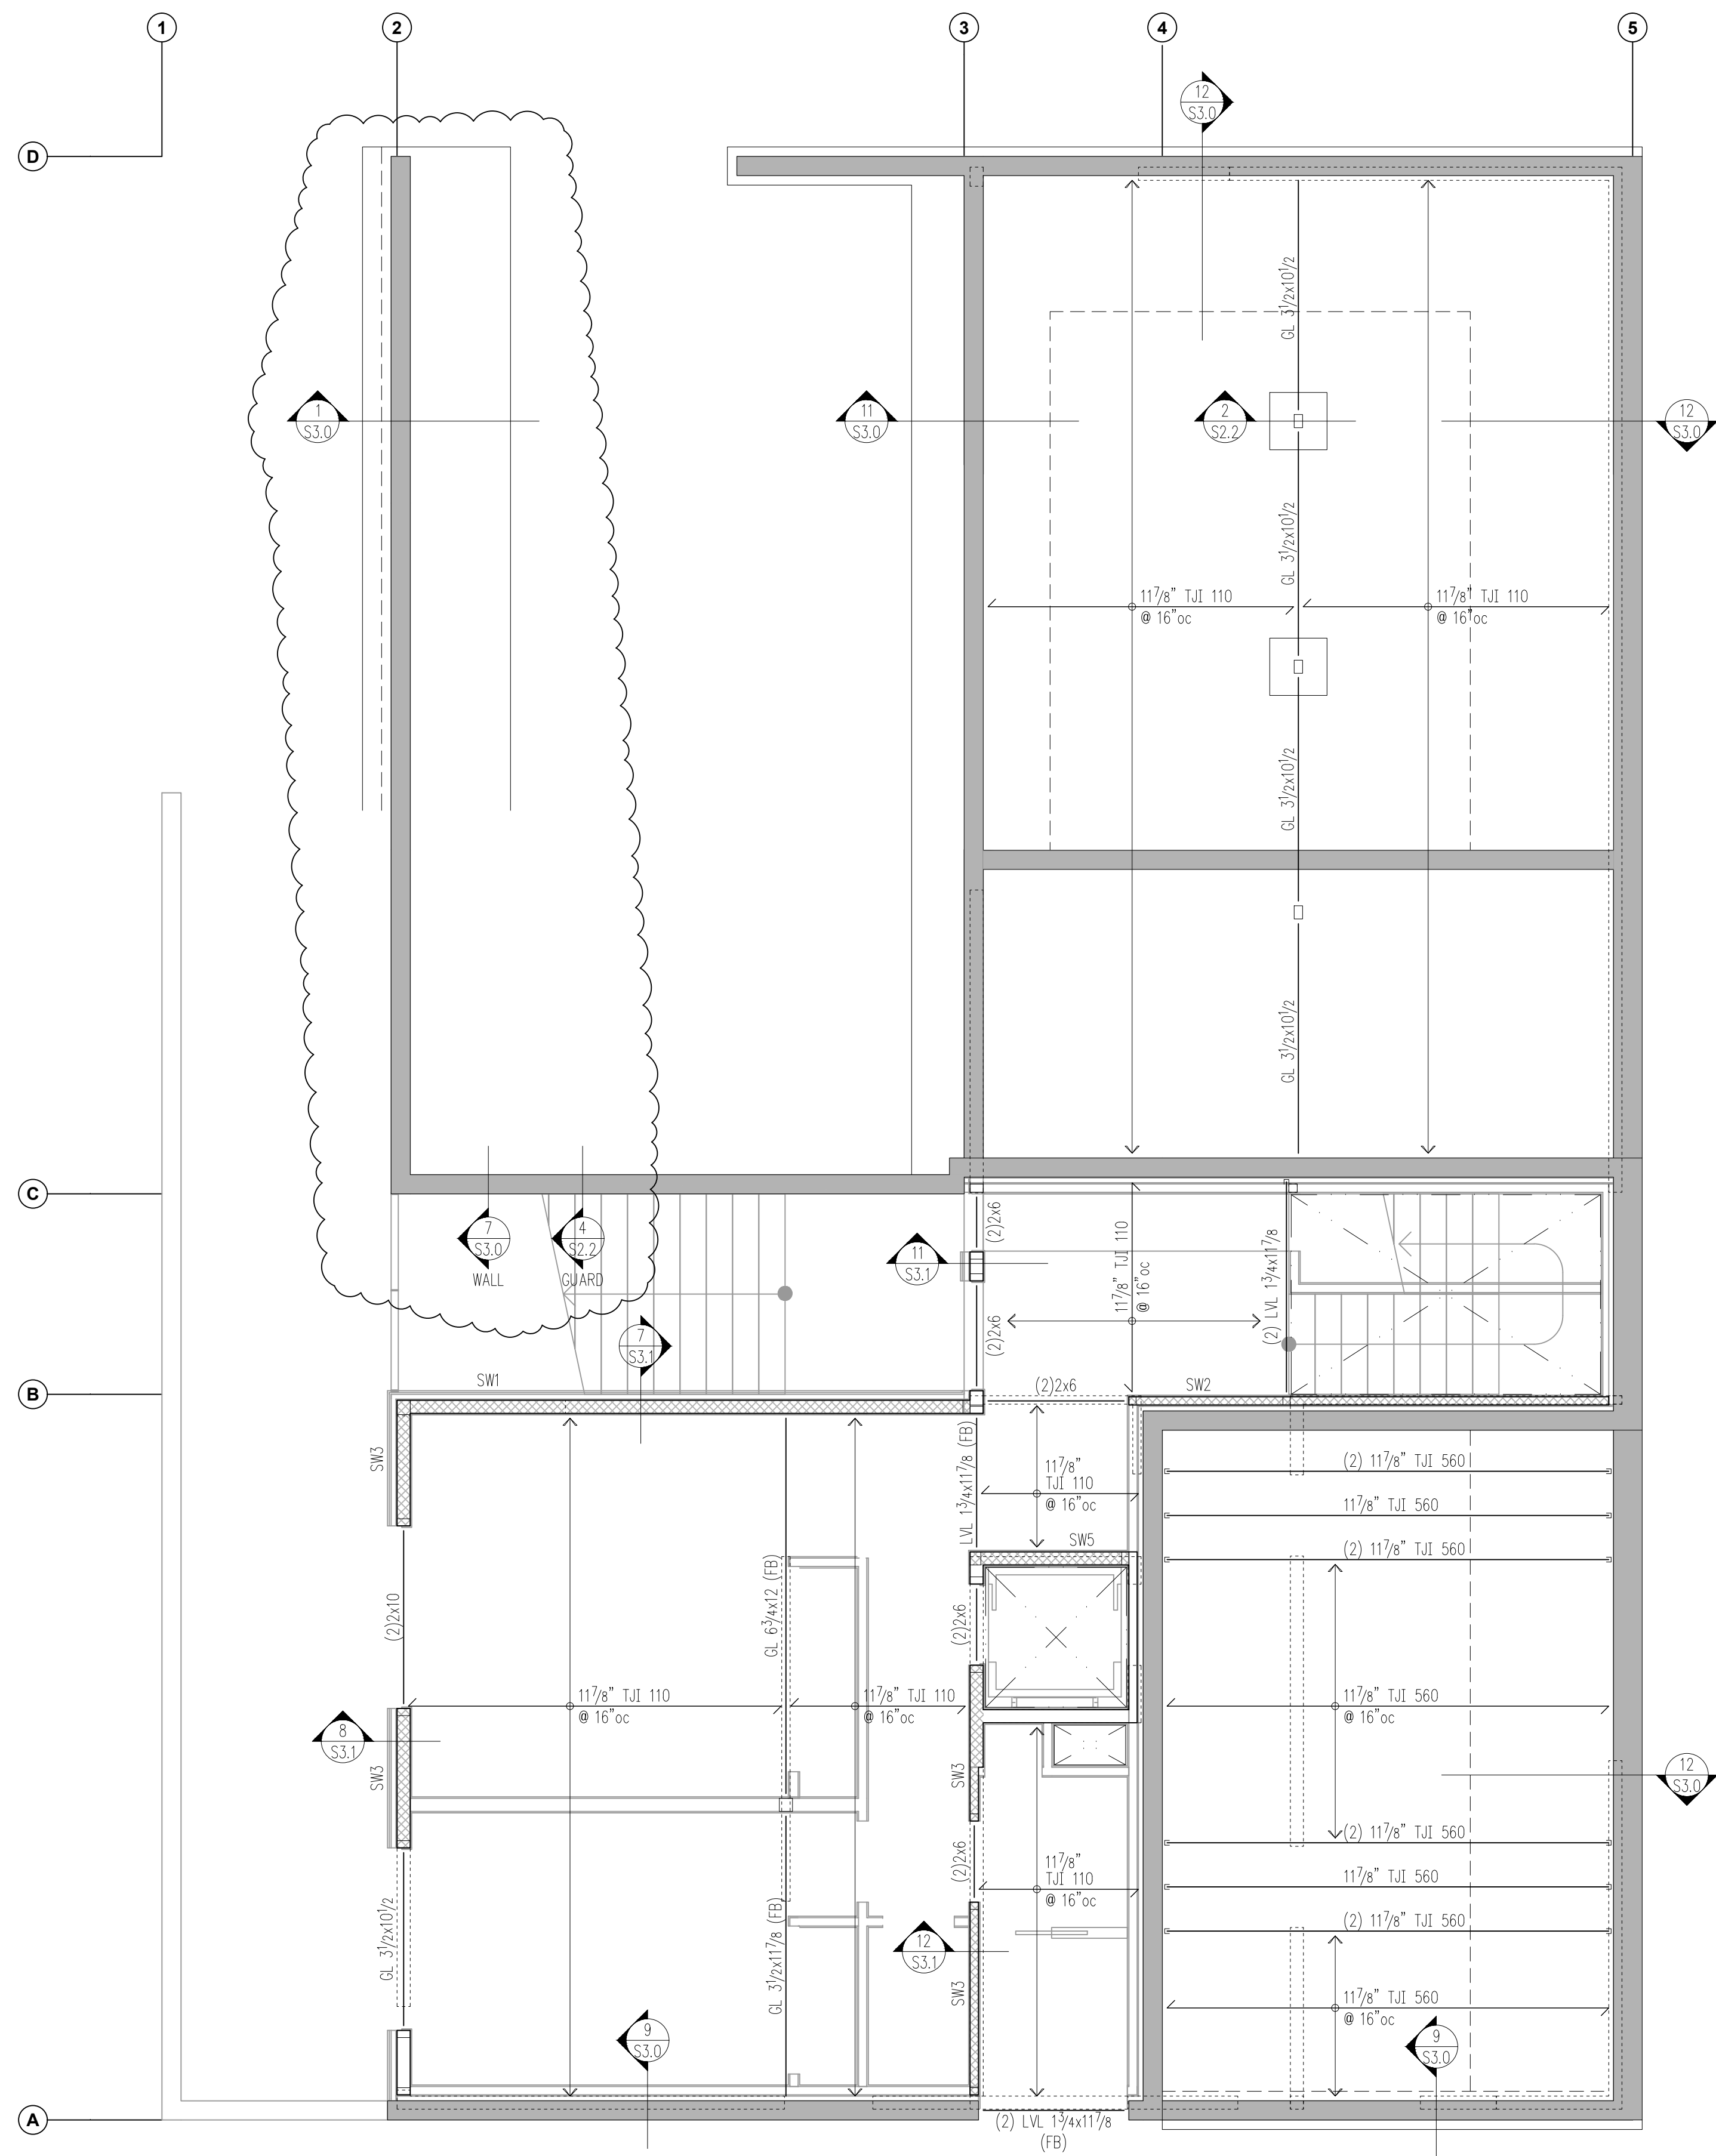 1
2
3
4
5
D
12
S3.0
GL 3½x10½
1
S3.0
11
S3.0
2
S2.2
12
S3.0
GL 3½x10½
11⅞" TJI 110
@ 16"oc
11⅞" TJI 110
@ 16"oc
GL 3½x10½
GL 3½x10½
C
7
S3.0
WALL
4
S2.2
GUARD
11
S3.1
(2)2x6
(2)2x6
11⅞" TJI 110
@ 16"oc
(2) LVL 1¾x11⅞
7
S3.1
B
SW1
(2)2x6
SW2
SW3
LVL 1¾x11⅞ (FB)
11⅞"
TJI 110
@ 16"oc
(2) 11⅞" TJI 560
11⅞" TJI 560
(2) 11⅞" TJI 560
SW5
(2)2x10
GL 6¾x12 (FB)
(2)2x6
11⅞" TJI 110
@ 16"oc
11⅞" TJI 110
@ 16"oc
11⅞" TJI 560
@ 16"oc
8
S3.1
SW3
SW3
12
S3.0
(2) 11⅞" TJI 560
11⅞" TJI 560
(2) 11⅞" TJI 560
(2)2x6
11⅞"
TJI 110
@ 16"oc
GL 3½x10½
GL 3½x11⅞ (FB)
12
S3.1
SW3
11⅞" TJI 560
@ 16"oc
9
S3.0
9
S3.0
A
(2) LVL 1¾x11⅞
(FB)